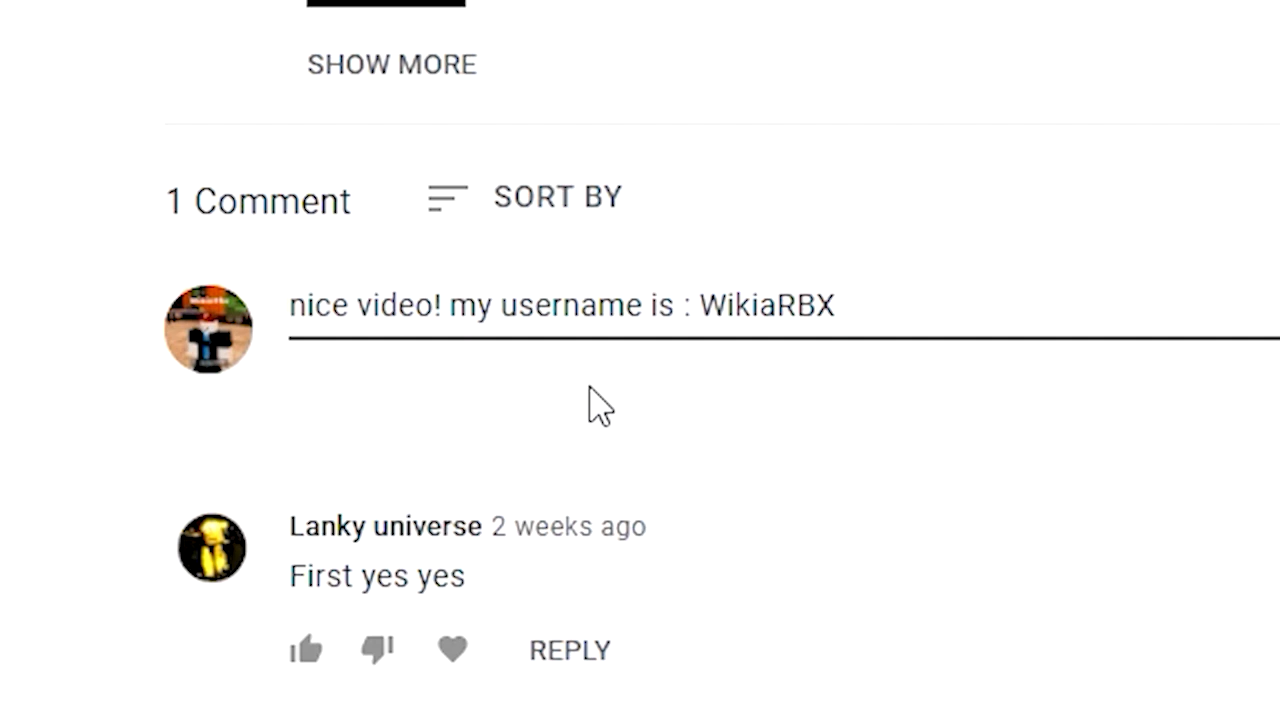 SHOW MORE
1 Comment
SORT BY
nice video! my username is : WikiaRBX
Lanky universe 2 weeks ago
First yes yes
REPLY